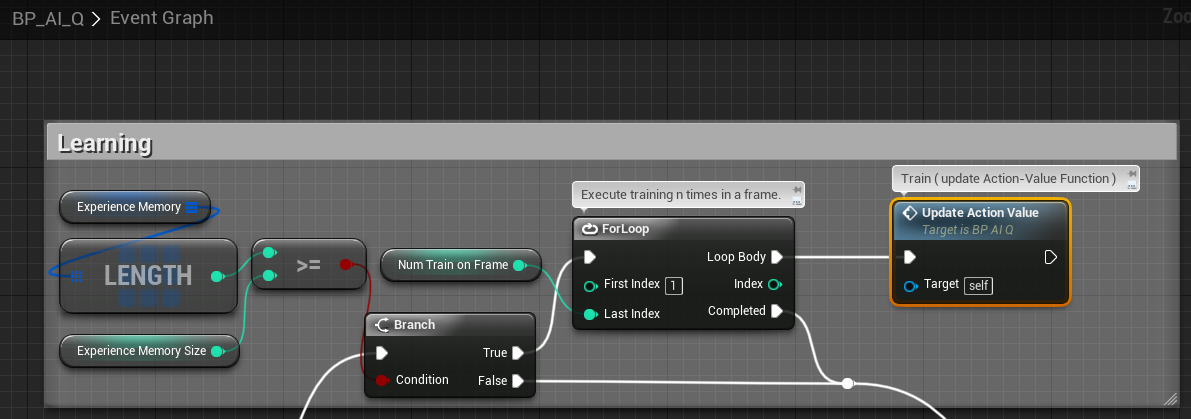 BP_AI_Q > Event Graph
Zoo
Learning
Experience Memory
LENGTH
>=
Experience Memory Size
Num Train on Frame
Branch
True
Condition
False
Execute training n times in a frame.
ForLoop
Loop Body
First Index 1
Index
Last Index
Completed
Train ( update Action-Value Function )
Update Action Value
Target is BP AI Q
Target self